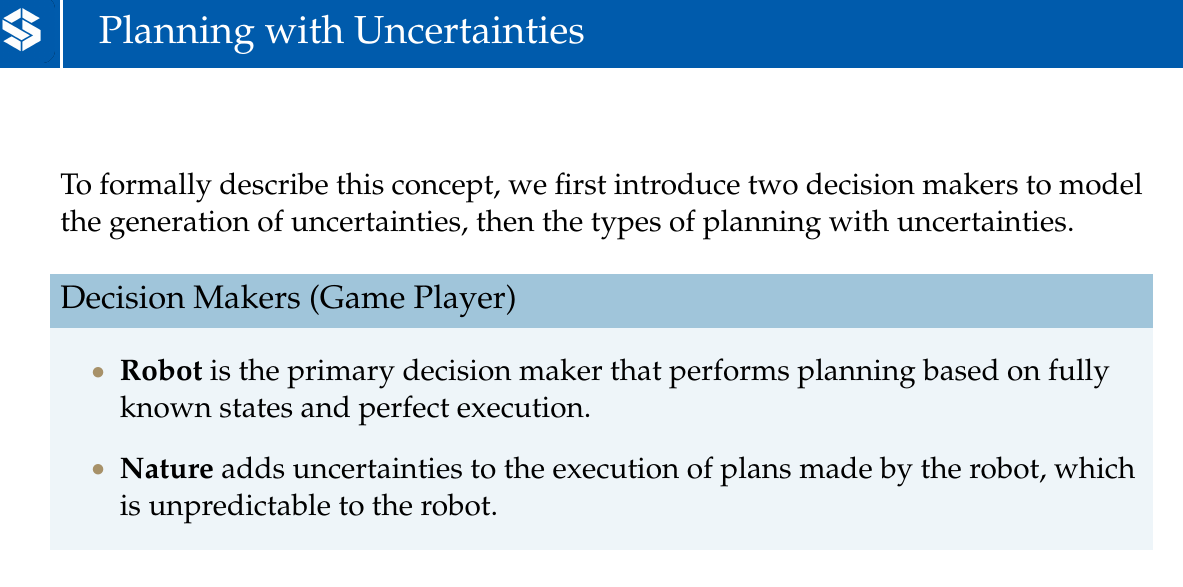 Planning with Uncertainties
To formally describe this concept, we first introduce two decision makers to model
the generation of uncertainties, then the types of planning with uncertainties.
Decision Makers (Game Player)
• Robot is the primary decision maker that performs planning based on fully
known states and perfect execution.
• Nature adds uncertainties to the execution of plans made by the robot, which
is unpredictable to the robot.